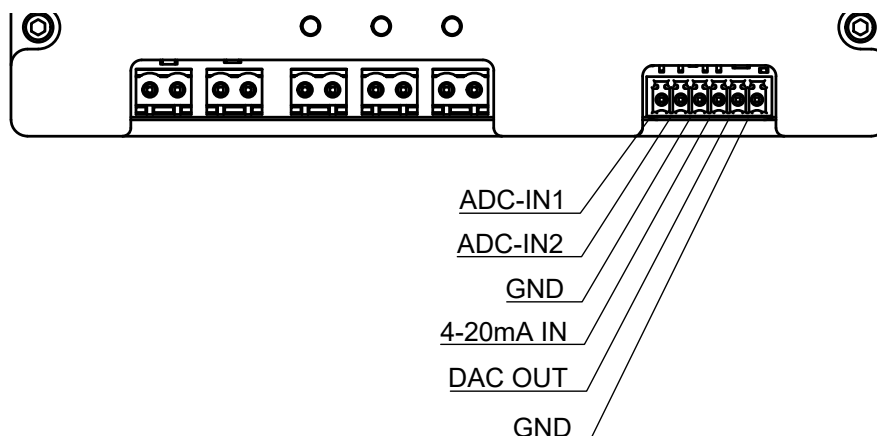 ADC-IN1
ADC-IN2
GND
4-20mA IN
DAC OUT
GND